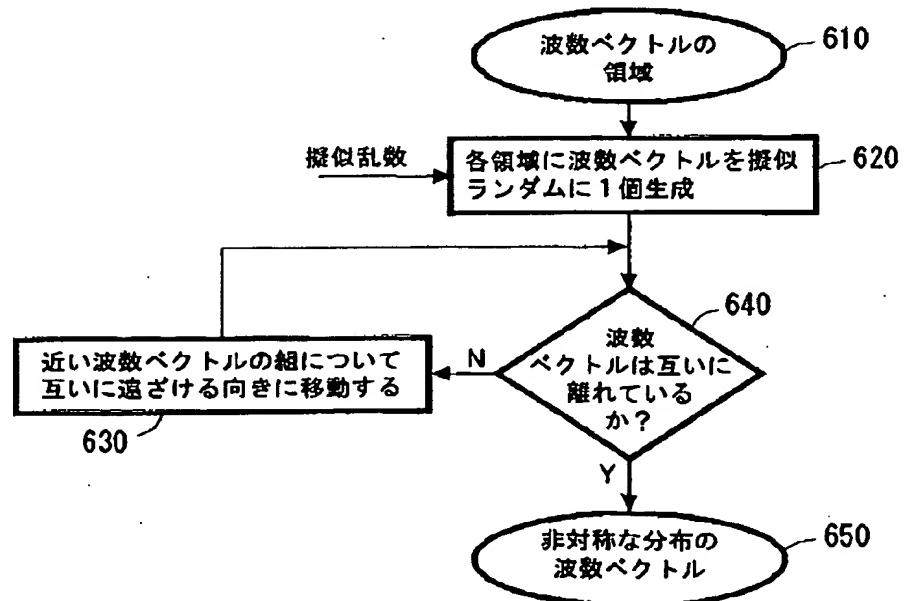 波数ベクトルの
領域
610
擬似乱数
各領域に波数ベクトルを擬似
ランダムに1個生成
620
640
波数
ベクトルは互いに
離れている
か?
N
近い波数ベクトルの組について
互いに遠ざける向きに移動する
630
Y
非対称な分布の
波数ベクトル
650